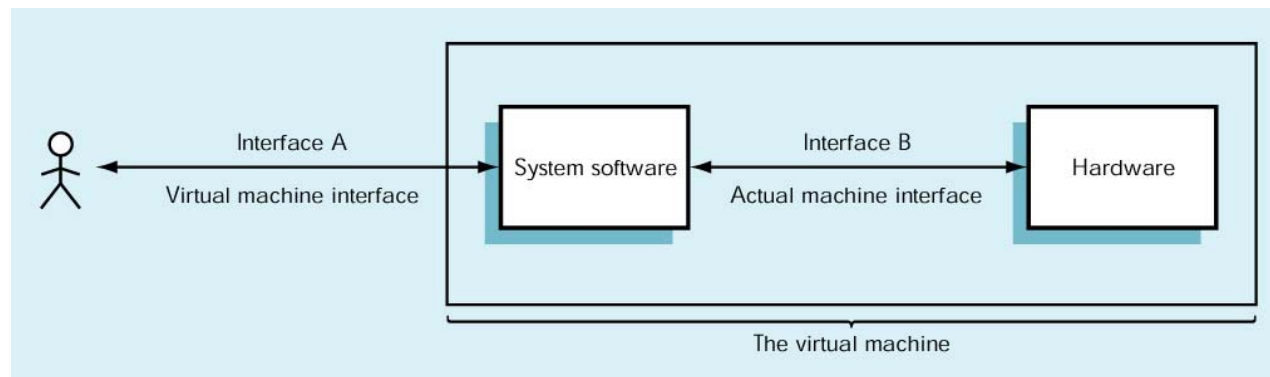 Interface A
Virtual machine interface
System software
Interface B
Actual machine interface
Hardware
The virtual machine